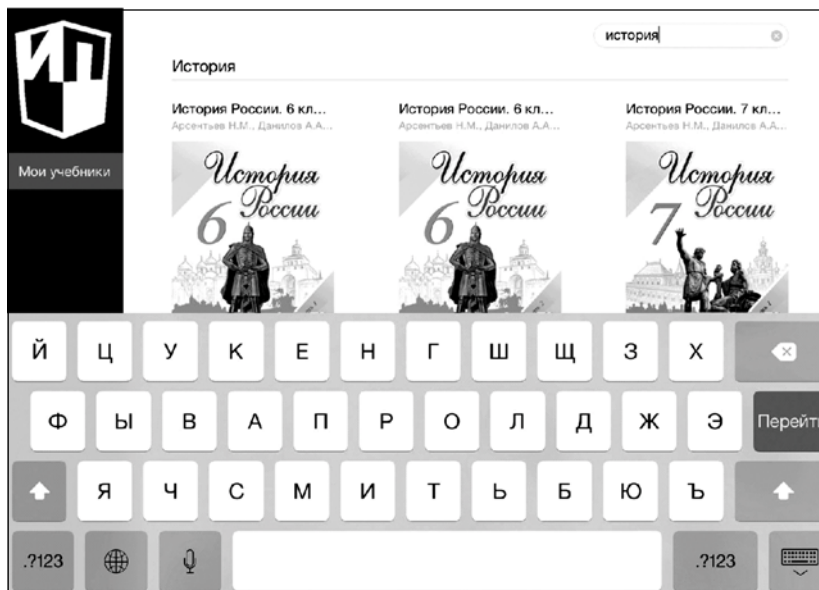 ИП
история
История
История России. 6 кл...
Арсентьев Н.М., Данилов А.А...
История России. 6 кл...
Арсентьев Н.М., Данилов А.А...
История России. 7 кл...
Арсентьев Н.М., Данилов А.А...
Мои учебники
История
России
6
История
России
6
История
России
7
Й Ц У К Е Н Г Ш Щ З Х
Ф Ы В А П Р О Л Д Ж Э Перейти
Я Ч С М И Т Ь Б Ю Ъ
.?123 .?123